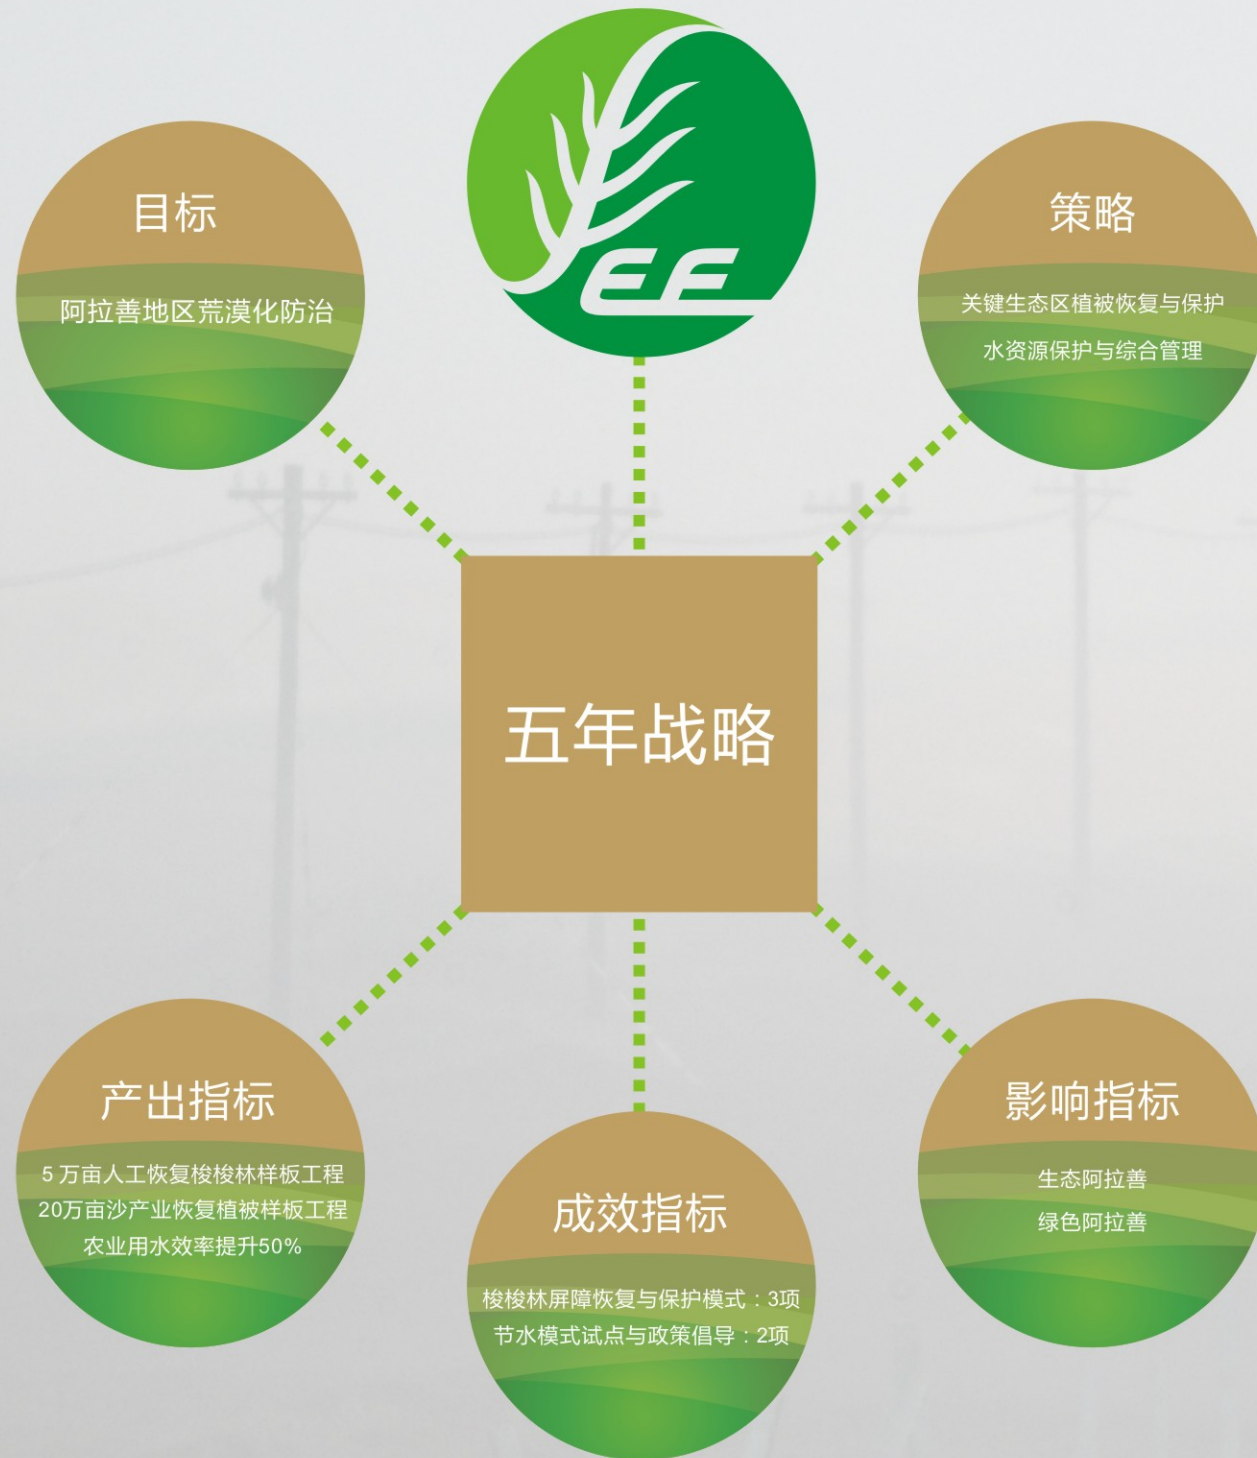 SEE
目标
阿拉善地区荒漠化防治
策略
关键生态区植被恢复与保护
水资源保护与综合管理
五年战略
产出指标
5 万亩人工恢复梭梭林样板工程
20万亩沙产业恢复植被样板工程
农业用水效率提升50%
成效指标
梭梭林屏障恢复与保护模式：3项
节水模式试点与政策倡导：2项
影响指标
生态阿拉善
绿色阿拉善